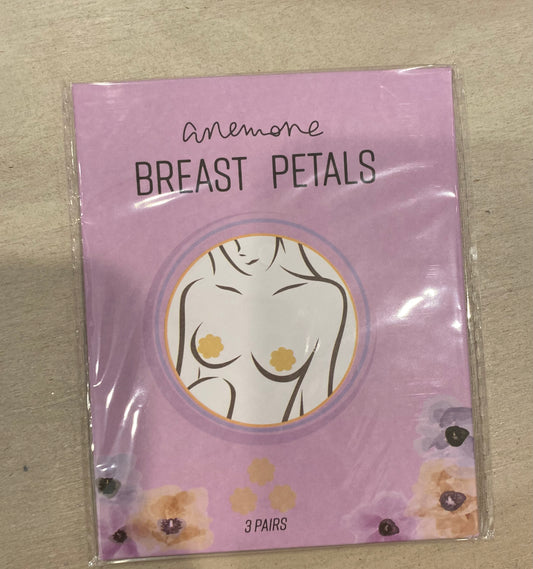 anemone
BREAST PETALS
3 PAIRS